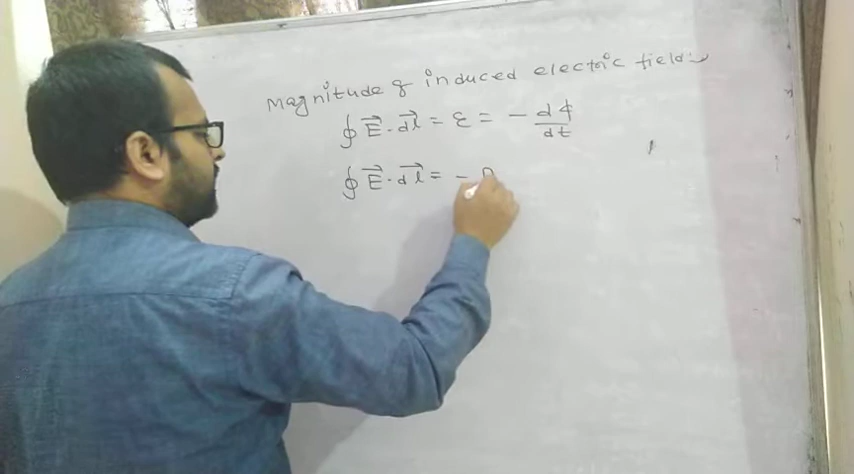 Magnitude of induced electric field:-
∮ E⃗ · dl⃗ = ε = - dϕ/dt
∮ E⃗ · dl⃗ = -